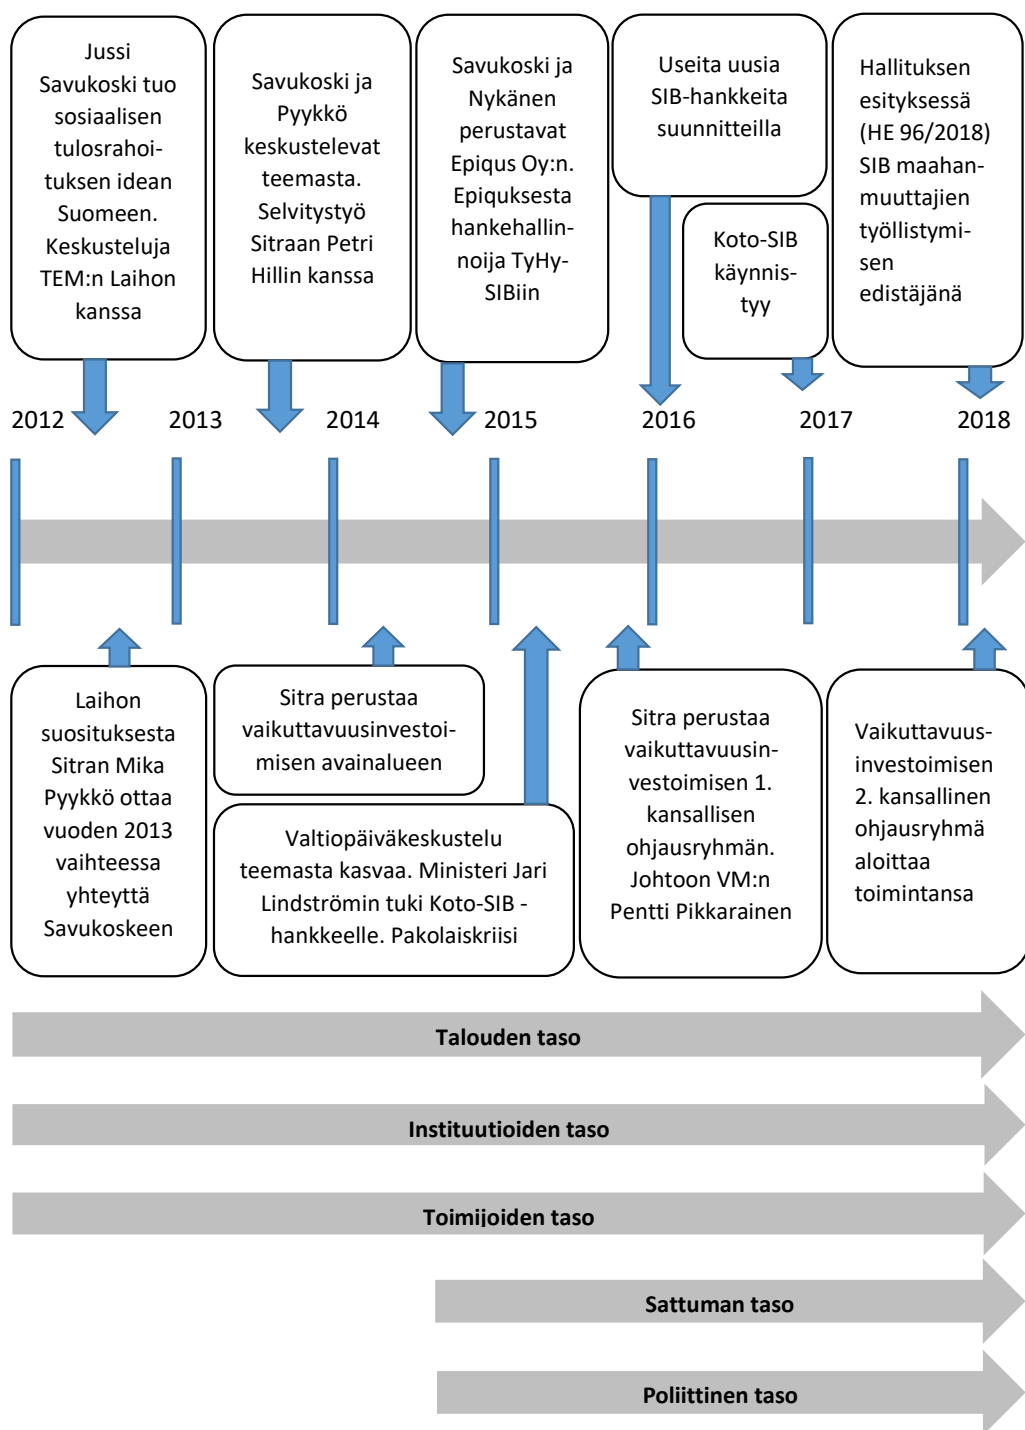 Jussi
Savukoski tuo
sosiaalisen
tulosrahoi-
tuksen idean
Suomeen.
Keskusteluja
TEM:n Laihon
kanssa
Savukoski ja
Pyykkö
keskustelevat
teemasta.
Selvitystyö
Sitraan Petri
Hillin kanssa
Savukoski ja
Nykänen
perustavat
Epiqus Oy:n.
Epiquksesta
hankehallin-
noija TyHy-
SIBiin
Useita uusia
SIB-hankkeita
suunnitteilla
Koto-SIB
käynnis-
tyy
Hallituksen
esityksessä
(HE 96/2018)
SIB maahan-
muuttajien
työllistymi-
sen
edistäjänä
2012 2013 2014 2015 2016 2017 2018
Laihon
suosituksesta
Sitran Mika
Pyykkö ottaa
vuoden 2013
vaihteessa
yhteyttä
Savukoskeen
Sitra perustaa
vaikuttavuusinvestoi-
misen avainalueen
Valtiopäiväkeskustelu
teemasta kasvaa. Ministeri Jari
Lindströmin tuki Koto-SIB -
hankkeelle. Pakolaiskriisi
Sitra perustaa
vaikuttavuusin-
vestoimisen 1.
kansallisen
ohjausryhmän.
Johtoon VM:n
Pentti Pikkarainen
Vaikuttavuus-
investoimisen
2. kansallinen
ohjausryhmä
aloittaa
toimintansa
Talouden taso
Instituutioiden taso
Toimijoiden taso
Sattuman taso
Poliittinen taso